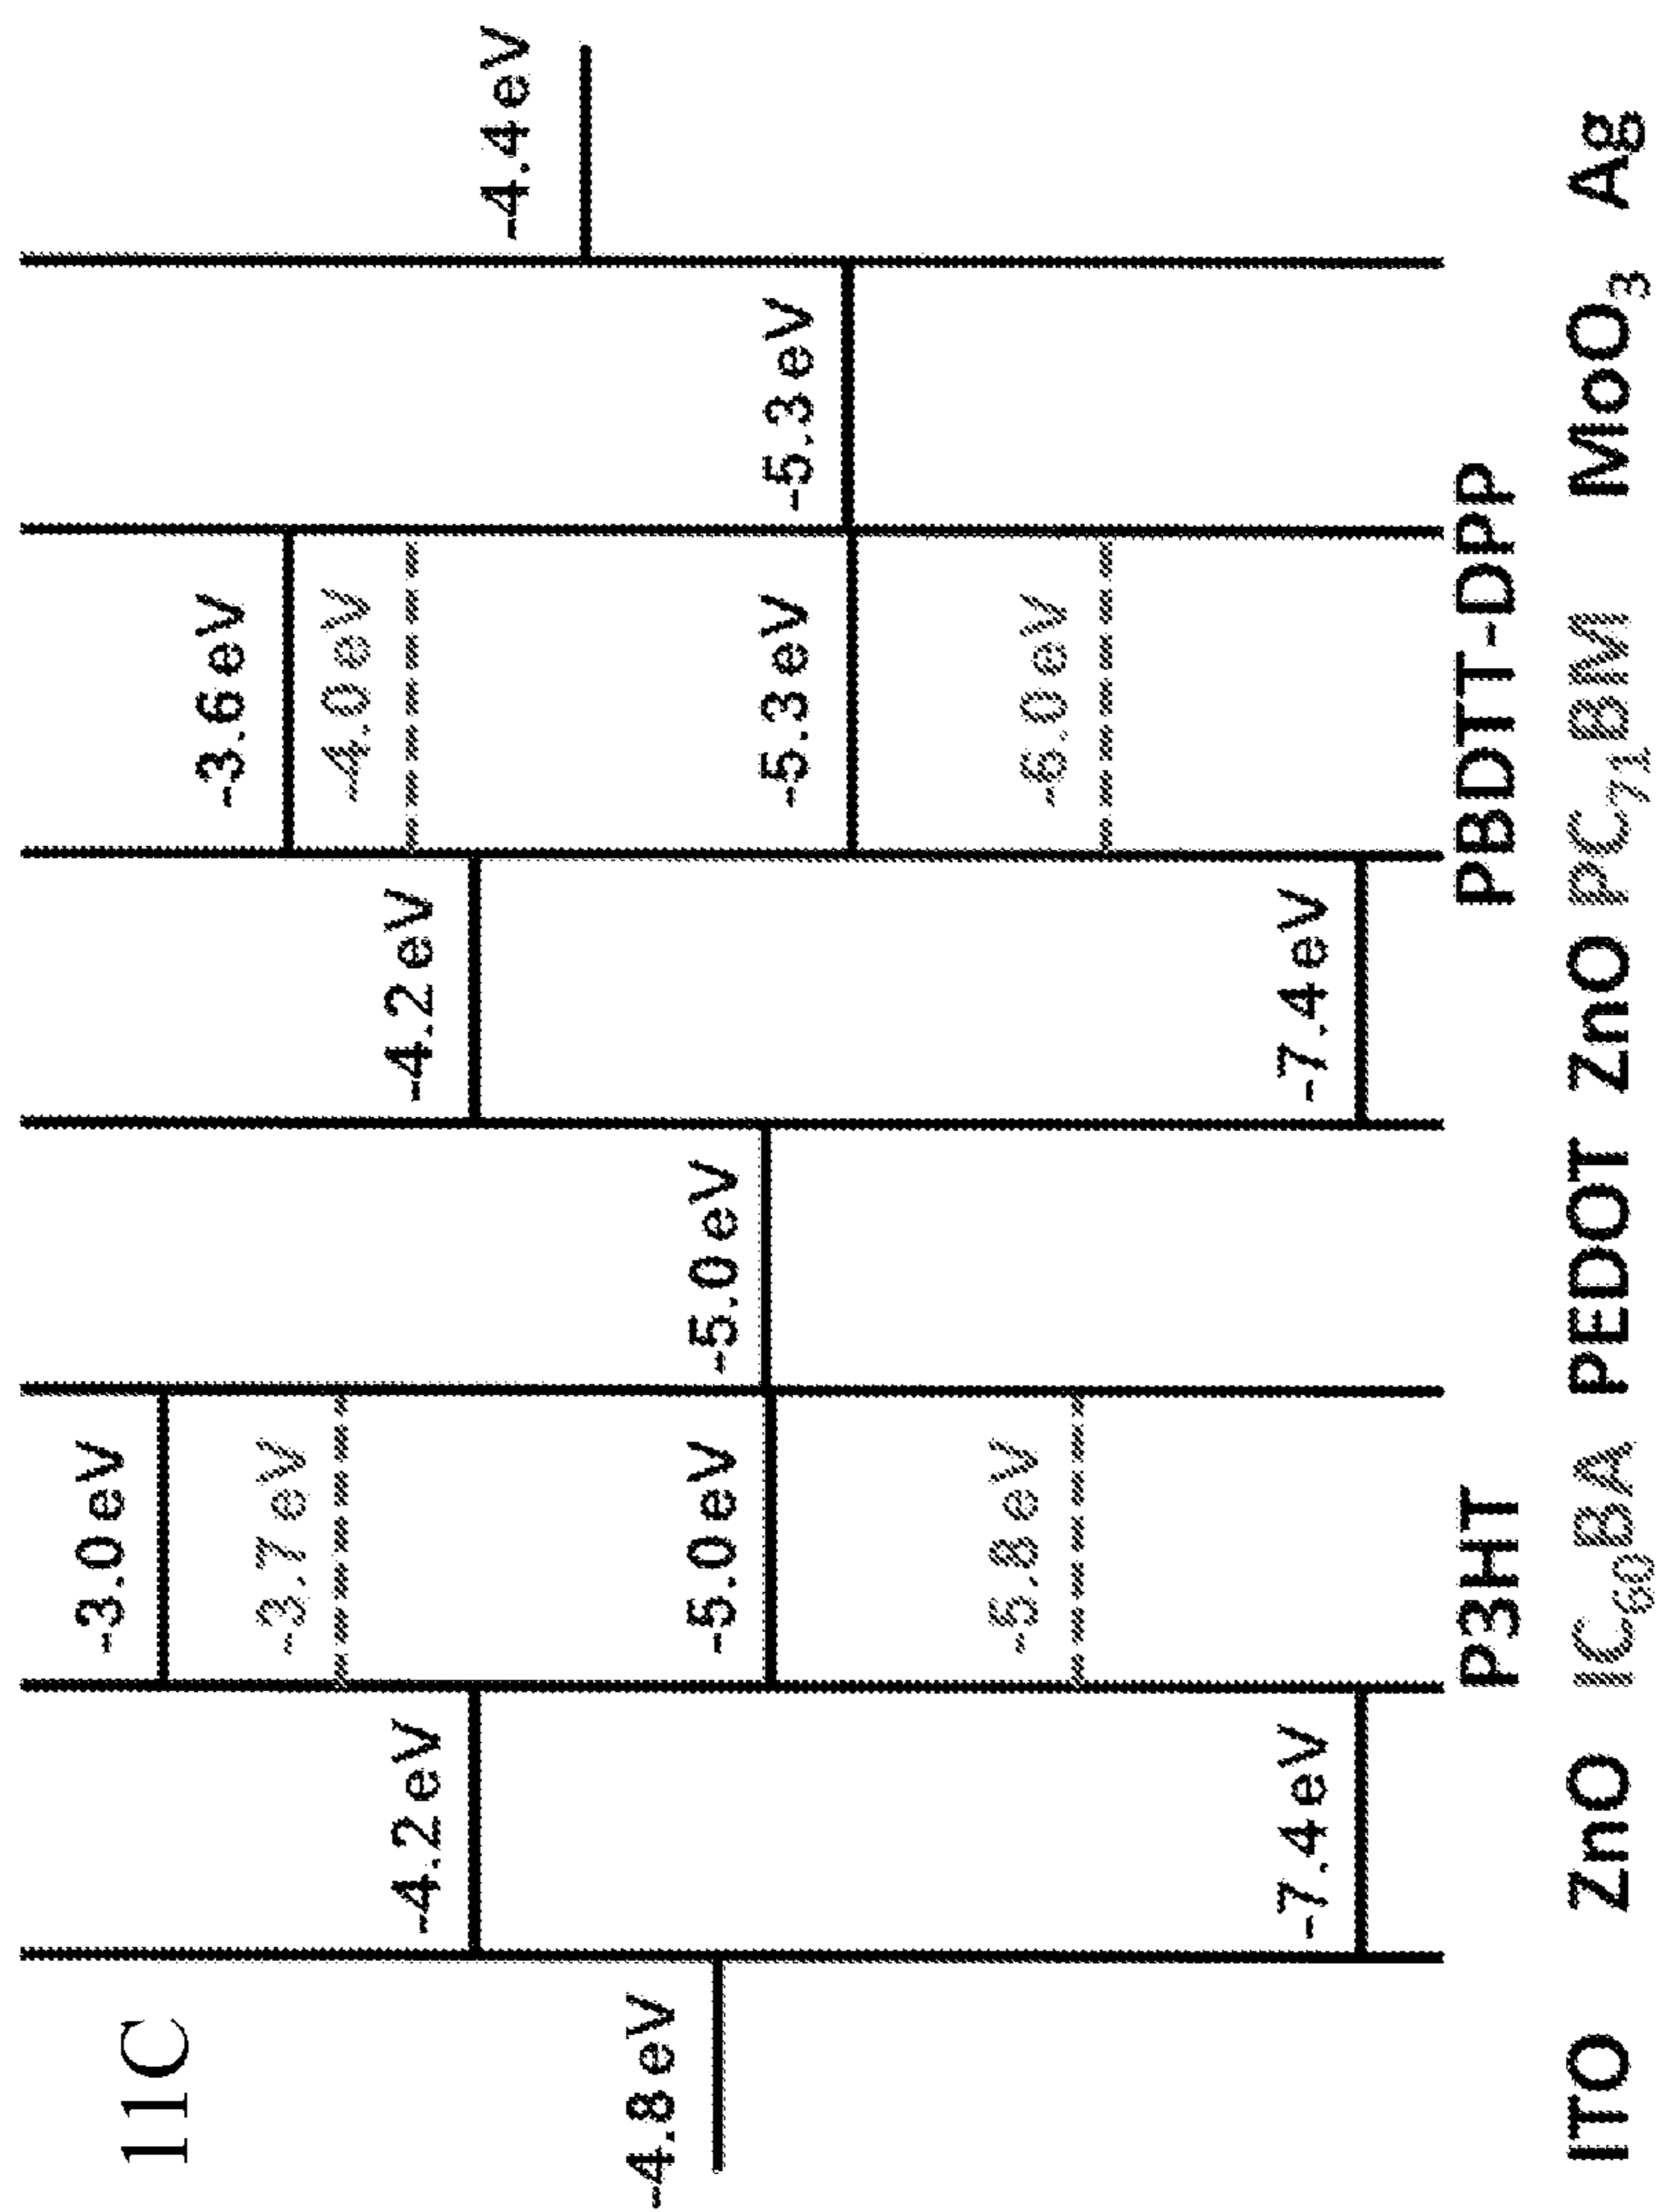 11C
-4.8eV
-4.2eV
-7.4eV
-3.0eV
-3.7eV
-5.0eV
-5.8eV
-5.0eV
-4.2eV
-7.4eV
-3.6eV
-4.0eV
-5.3eV
-6.0eV
-5.3eV
-4.4eV
P3HT PBDTT-DPP
ITO ZnO IC60BA PEDOT ZnO PC71BM MoO3 Ag